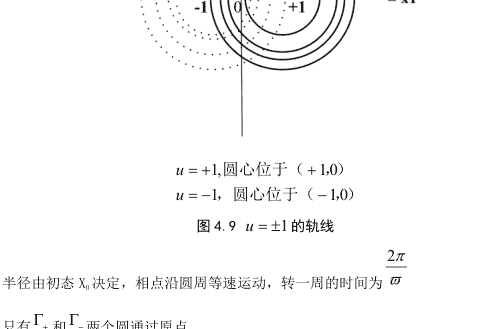 -1 0 +1
u = +1,圆心位于（+1,0）
u = −1，圆心位于（−1,0）
图 4.9 u = ±1 的轨线
半径由初态 X₀决定，相点沿圆周等速运动，转一周的时间为 2π/ϖ
只有 Γ₊ 和 Γ₋ 两个圆通过原点